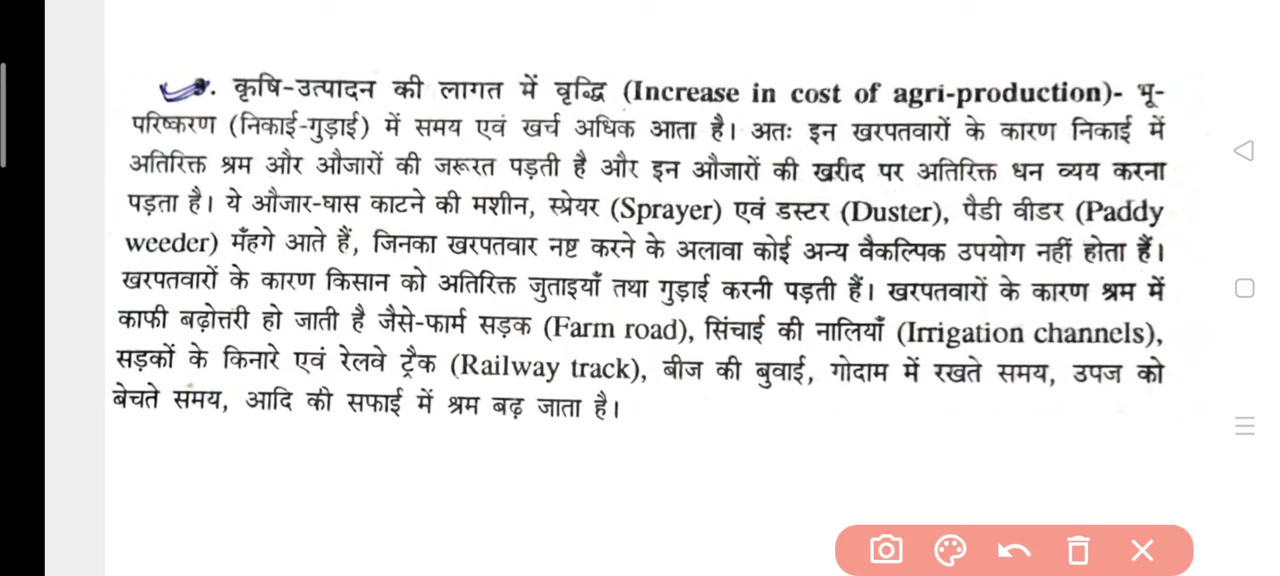 3. कृषि-उत्पादन की लागत में वृद्धि (Increase in cost of agri-production)- भू-
परिष्करण (निकाई-गुड़ाई) में समय एवं खर्च अधिक आता है। अतः इन खरपतवारों के कारण निकाई में
अतिरिक्त श्रम और औजारों की जरूरत पड़ती है और इन औजारों की खरीद पर अतिरिक्त धन व्यय करना
पड़ता है। ये औजार-घास काटने की मशीन, स्प्रेयर (Sprayer) एवं डस्टर (Duster), पैडी वीडर (Paddy
weeder) मँहगे आते हैं, जिनका खरपतवार नष्ट करने के अलावा कोई अन्य वैकल्पिक उपयोग नहीं होता हैं।
खरपतवारों के कारण किसान को अतिरिक्त जुताइयाँ तथा गुड़ाई करनी पड़ती हैं। खरपतवारों के कारण श्रम में
काफी बढ़ोत्तरी हो जाती है जैसे-फार्म सड़क (Farm road), सिंचाई की नालियाँ (Irrigation channels),
सड़कों के किनारे एवं रेलवे ट्रैक (Railway track), बीज की बुवाई, गोदाम में रखते समय, उपज को
बेचते समय, आदि की सफाई में श्रम बढ़ जाता है।